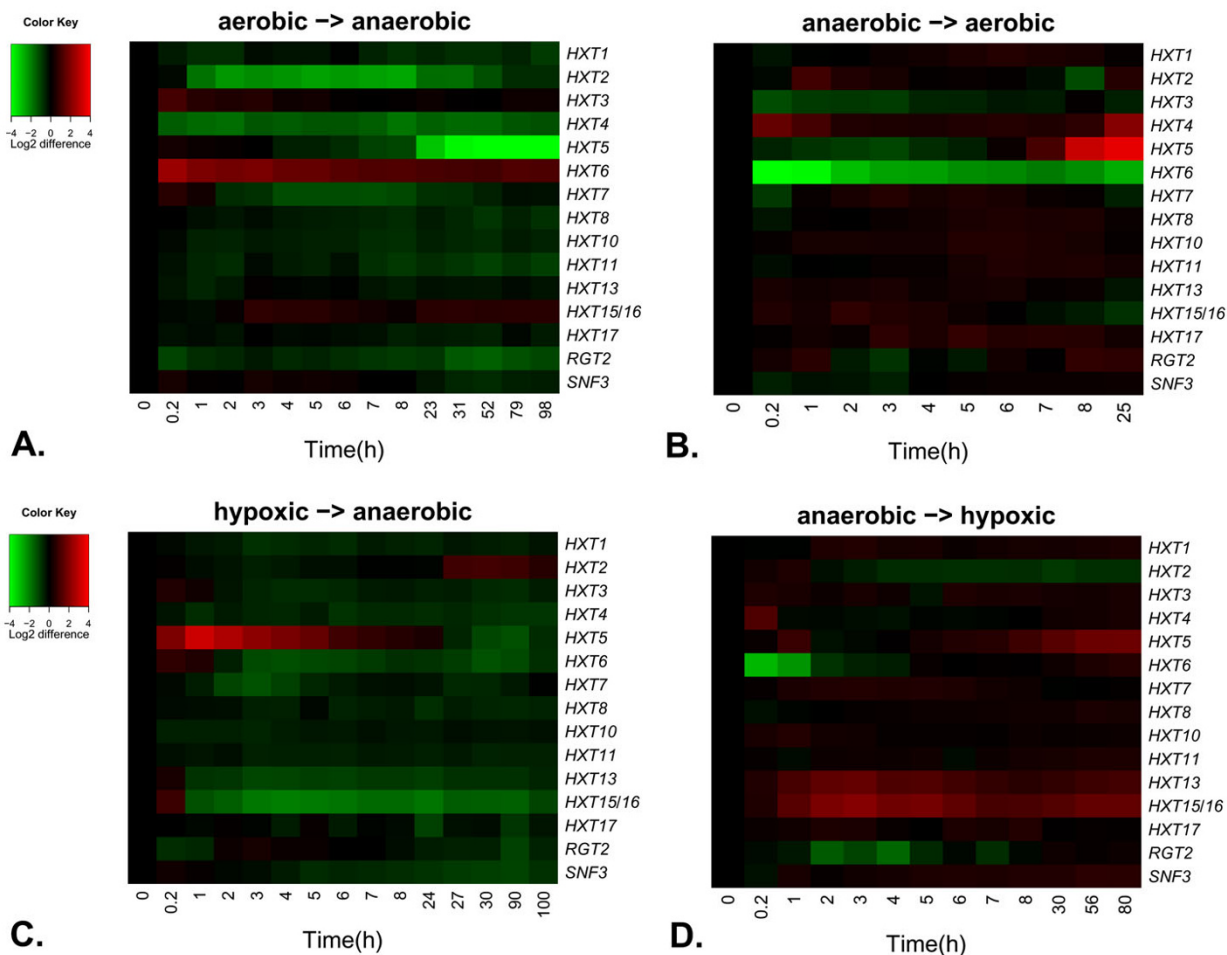 Color Key
−4 −2 0 2 4
Log2 difference
aerobic −> anaerobic
HXT1
HXT2
HXT3
HXT4
HXT5
HXT6
HXT7
HXT8
HXT10
HXT11
HXT13
HXT15/16
HXT17
RGT2
SNF3
0 0.2 1 2 3 4 5 6 7 8 23 31 52 79 98
Time(h)
A.
anaerobic −> aerobic
HXT1
HXT2
HXT3
HXT4
HXT5
HXT6
HXT7
HXT8
HXT10
HXT11
HXT13
HXT15/16
HXT17
RGT2
SNF3
0 0.2 1 2 3 4 5 6 7 8 25
Time(h)
B.
Color Key
−4 −2 0 2 4
Log2 difference
hypoxic −> anaerobic
HXT1
HXT2
HXT3
HXT4
HXT5
HXT6
HXT7
HXT8
HXT10
HXT11
HXT13
HXT15/16
HXT17
RGT2
SNF3
0 0.2 1 2 3 4 5 6 7 8 24 27 30 90 100
Time(h)
C.
anaerobic −> hypoxic
HXT1
HXT2
HXT3
HXT4
HXT5
HXT6
HXT7
HXT8
HXT10
HXT11
HXT13
HXT15/16
HXT17
RGT2
SNF3
0 0.2 1 2 3 4 5 6 7 8 30 56 80
Time(h)
D.